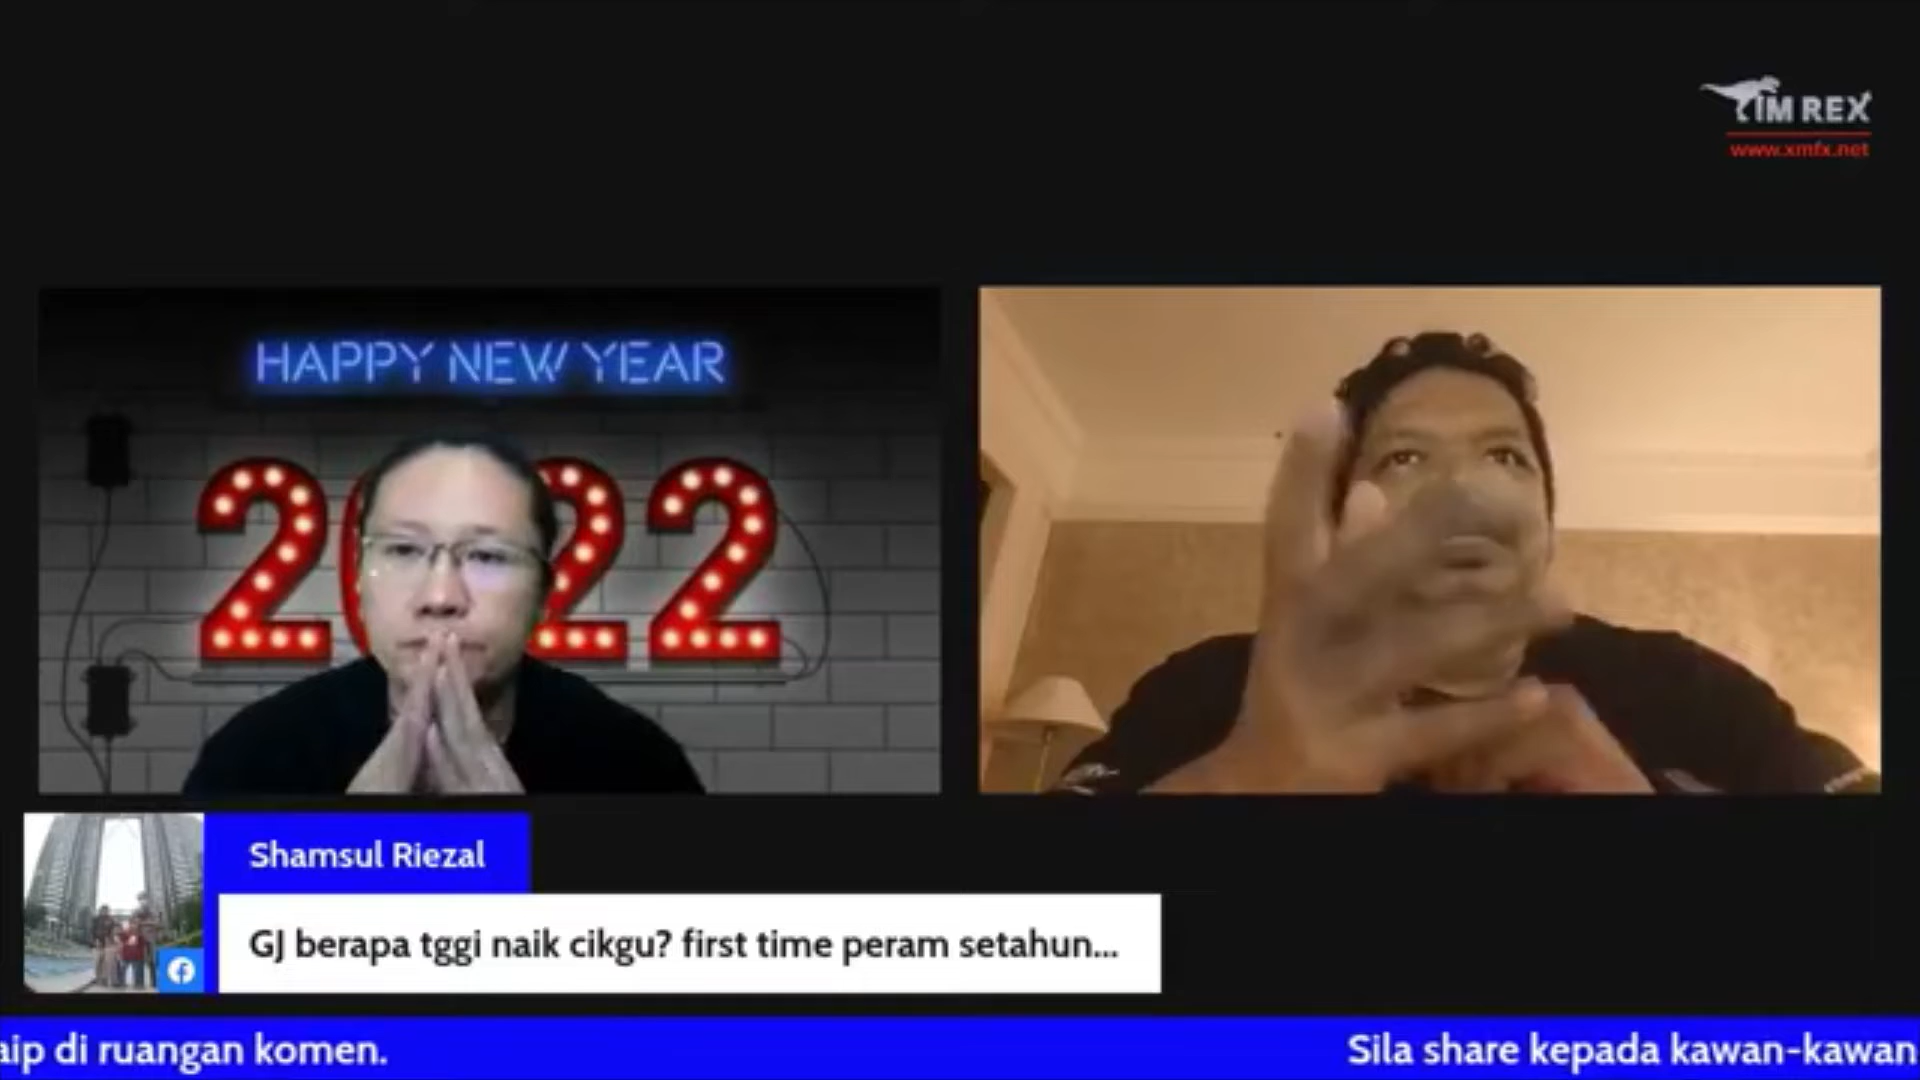 TIM REX
www.xmfx.net
HAPPY NEW YEAR
2022
Shamsul Riezal
GJ berapa tggi naik cikgu? first time peram setahun...
aip di ruangan komen.
Sila share kepada kawan-kawan